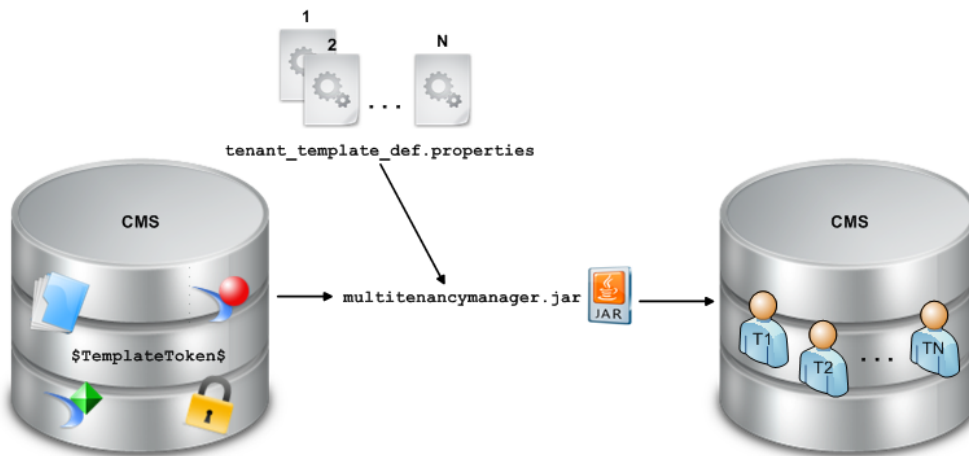 1
2
N
. . .
tenant_template_def.properties
CMS
CMS
multitenancymanager.jar
JAR
$TemplateToken$
T1
T2
. . .
TN